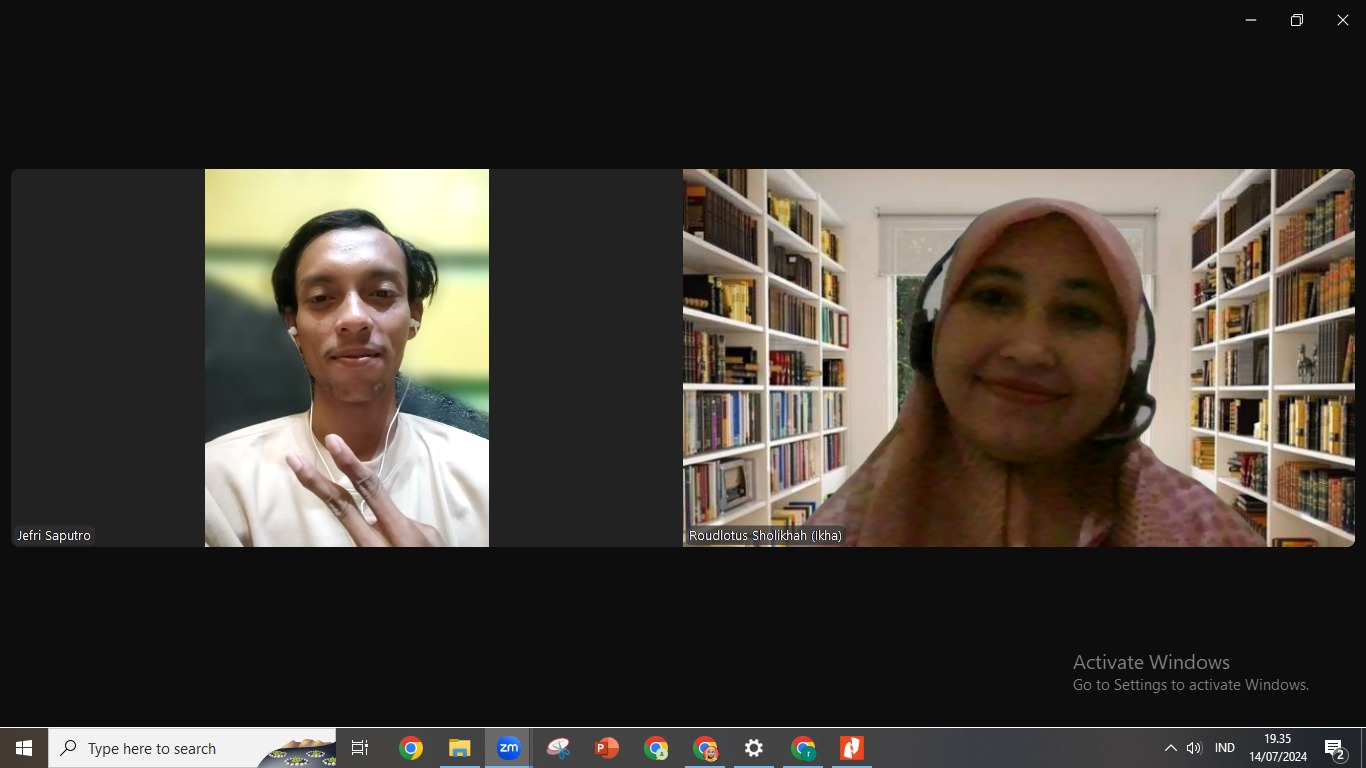 Jefri Saputro
Roudlotus Sholikhah (Ikha)
Activate Windows
Go to Settings to activate Windows.
Type here to search
zm
P
A
r
IND
19.35
14/07/2024
2